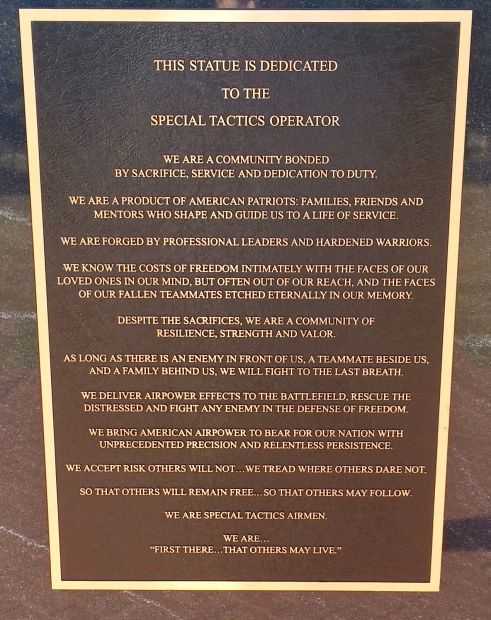 THIS STATUE IS DEDICATED
TO THE
SPECIAL TACTICS OPERATOR
WE ARE A COMMUNITY BONDED
BY SACRIFICE, SERVICE AND DEDICATION TO DUTY.
WE ARE A PRODUCT OF AMERICAN PATRIOTS: FAMILIES, FRIENDS AND
MENTORS WHO SHAPE AND GUIDE US TO A LIFE OF SERVICE.
WE ARE FORGED BY PROFESSIONAL LEADERS AND HARDENED WARRIORS.
WE KNOW THE COSTS OF FREEDOM INTIMATELY WITH THE FACES OF OUR
LOVED ONES IN OUR MIND, BUT OFTEN OUT OF OUR REACH, AND THE FACES
OF OUR FALLEN TEAMMATES ETCHED ETERNALLY IN OUR MEMORY.
DESPITE THE SACRIFICES, WE ARE A COMMUNITY OF
RESILIENCE, STRENGTH AND VALOR.
AS LONG AS THERE IS AN ENEMY IN FRONT OF US, A TEAMMATE BESIDE US,
AND A FAMILY BEHIND US, WE WILL FIGHT TO THE LAST BREATH.
WE DELIVER AIRPOWER EFFECTS TO THE BATTLEFIELD, RESCUE THE
DISTRESSED AND FIGHT ANY ENEMY IN THE DEFENSE OF FREEDOM.
WE BRING AMERICAN AIRPOWER TO BEAR FOR OUR NATION WITH
UNPRECEDENTED PRECISION AND RELENTLESS PERSISTENCE.
WE ACCEPT RISK OTHERS WILL NOT...WE TREAD WHERE OTHERS DARE NOT.
SO THAT OTHERS WILL REMAIN FREE...SO THAT OTHERS MAY FOLLOW.
WE ARE SPECIAL TACTICS AIRMEN.
WE ARE...
"FIRST THERE...THAT OTHERS MAY LIVE."